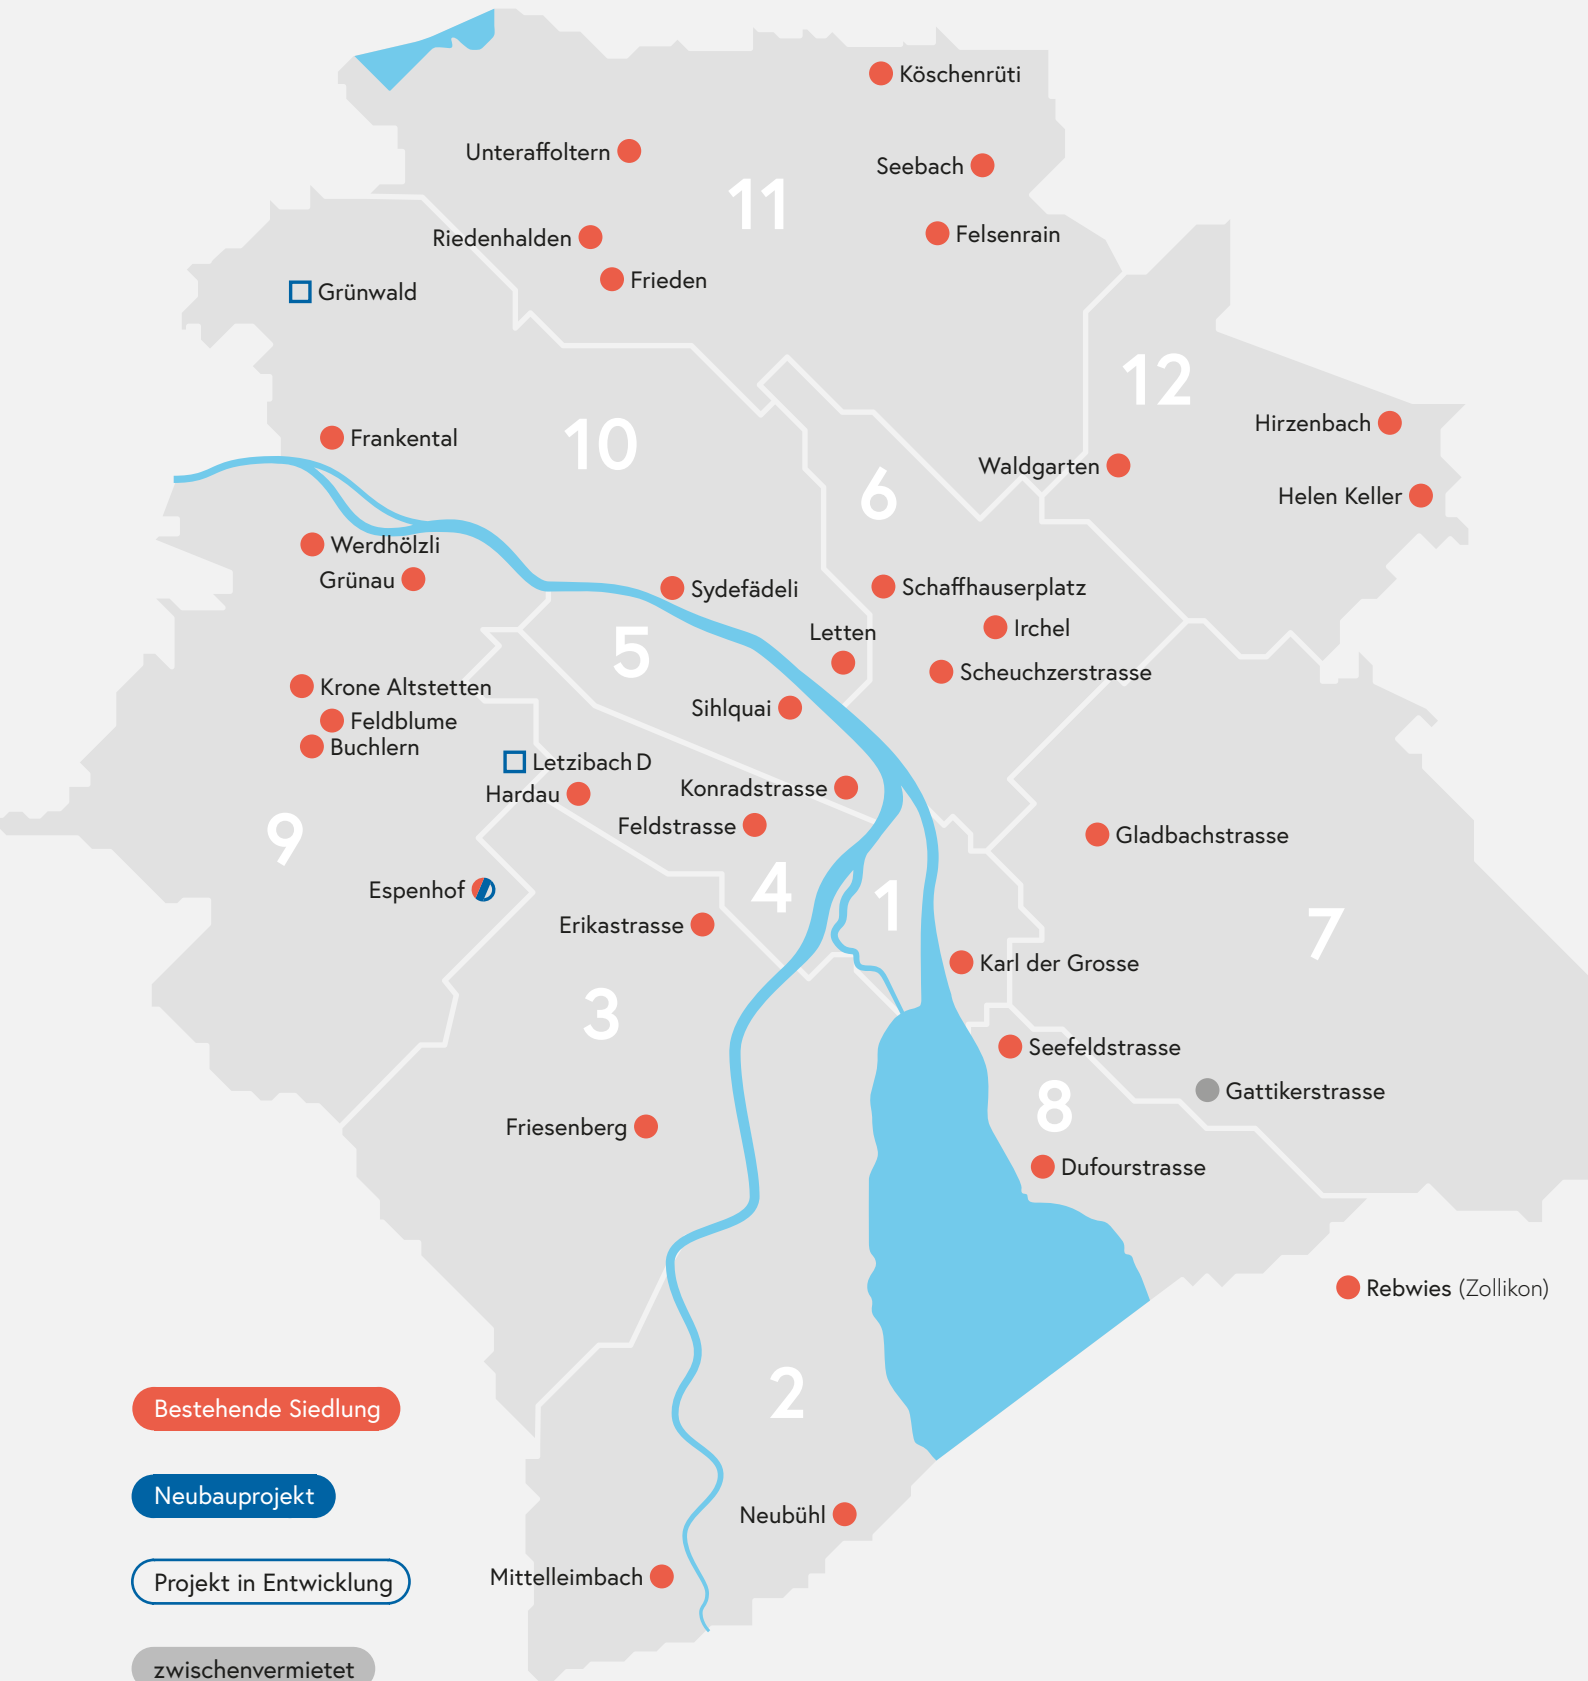 Köschenrüti
Unteraffoltern
Seebach
11
Riedenhalden
Felsenrain
Frieden
Grünwald
12
Hirzenbach
Frankental
10
Waldgarten
6
Helen Keller
Werdhölzli
Grünau
Sydefädeli
Schaffhauserplatz
Letten
Irchel
5
Scheuchzerstrasse
Krone Altstetten
Sihlquai
Feldblume
Buchlern
Letzibach D
Hardau
Konradstrasse
Feldstrasse
9
Gladbachstrasse
Espenhof
4
1
Erikastrasse
7
Karl der Grosse
3
Seefeldstrasse
Gattikerstrasse
8
Friesenberg
Dufourstrasse
Rebwies (Zollikon)
2
Bestehende Siedlung
Neubauprojekt
Neubühl
Mittelleimbach
Projekt in Entwicklung
zwischenvermietet